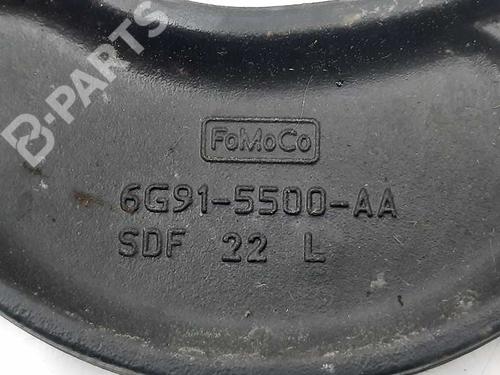 B-PARTS
FoMoCo
6G91-5500-AA
SDF 22 L